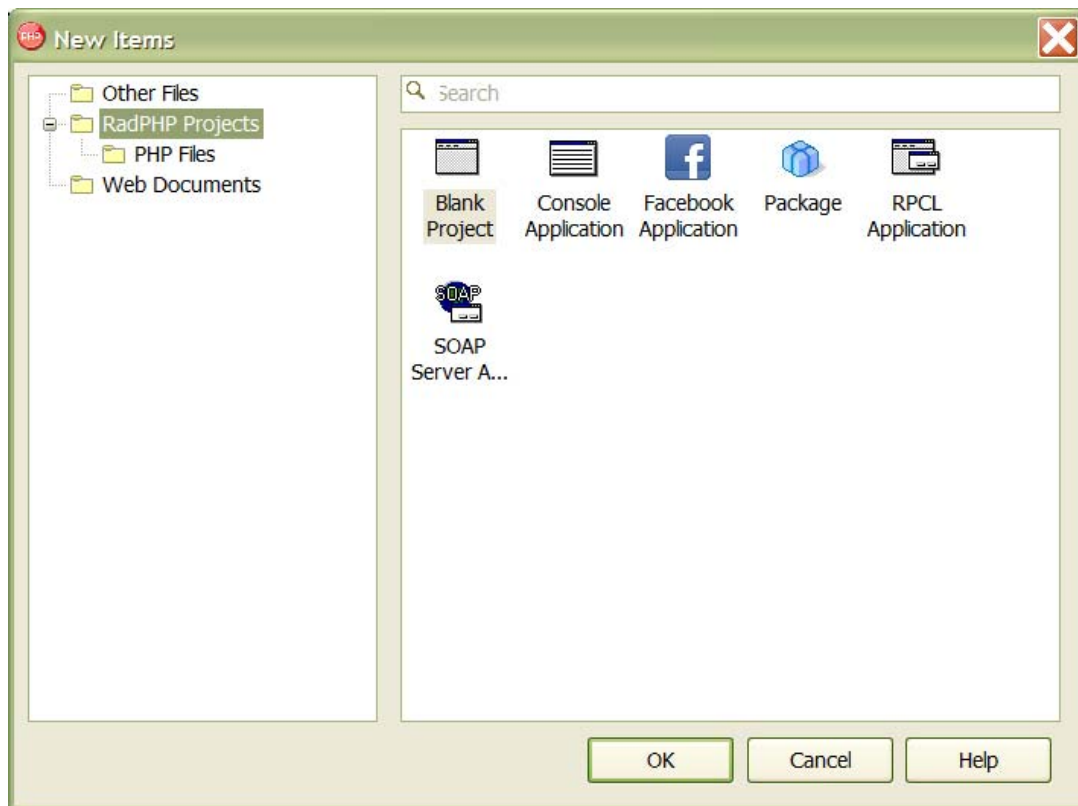 PHP New Items
Other Files
RadPHP Projects
PHP Files
Web Documents
Search
Blank
Project
Console
Application
Facebook
Application
Package
RPCL
Application
SOAP
SOAP
Server A...
OK
Cancel
Help